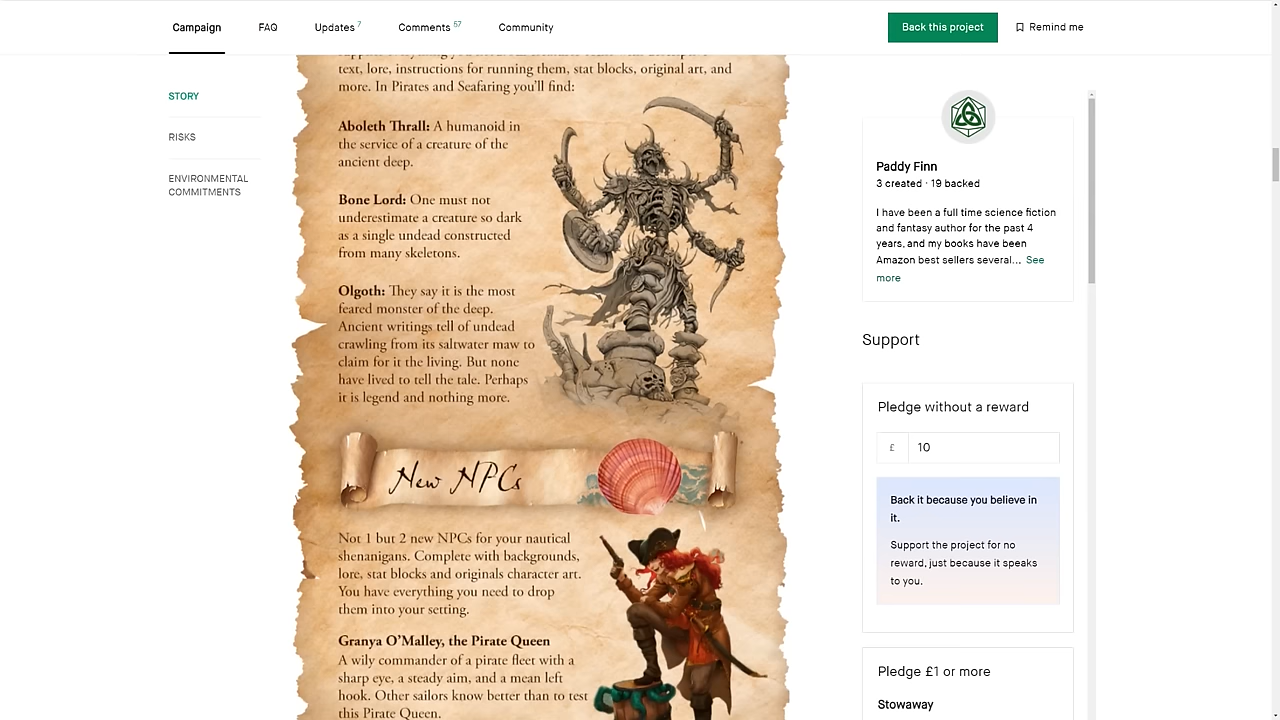 Campaign
FAQ
Updates 7
Comments 57
Community
Back this project
Remind me
STORY
RISKS
ENVIRONMENTAL
COMMITMENTS
text, lore, instructions for running them, stat blocks, original art, and
more. In Pirates and Seafaring you'll find:
Aboleth Thrall: A humanoid in
the service of a creature of the
ancient deep.
Bone Lord: One must not
underestimate a creature so dark
as a single undead constructed
from many skeletons.
Olgoth: They say it is the most
feared monster of the deep.
Ancient writings tell of undead
crawling from its saltwater maw to
claim for it the living. But none
have lived to tell the tale. Perhaps
it is legend and nothing more.
New NPCs
Not 1 but 2 new NPCs for your nautical
shenanigans. Complete with backgrounds,
lore, stat blocks and originals character art.
You have everything you need to drop
them into your setting.
Granya O'Malley, the Pirate Queen
A wily commander of a pirate fleet with a
sharp eye, a steady aim, and a mean left
hook. Other sailors know better than to test
this Pirate Queen.
Paddy Finn
3 created · 19 backed
I have been a full time science fiction
and fantasy author for the past 4
years, and my books have been
Amazon best sellers several... See
more
Support
Pledge without a reward
£ 10
Back it because you believe in
it.
Support the project for no
reward, just because it speaks
to you.
Pledge £1 or more
Stowaway